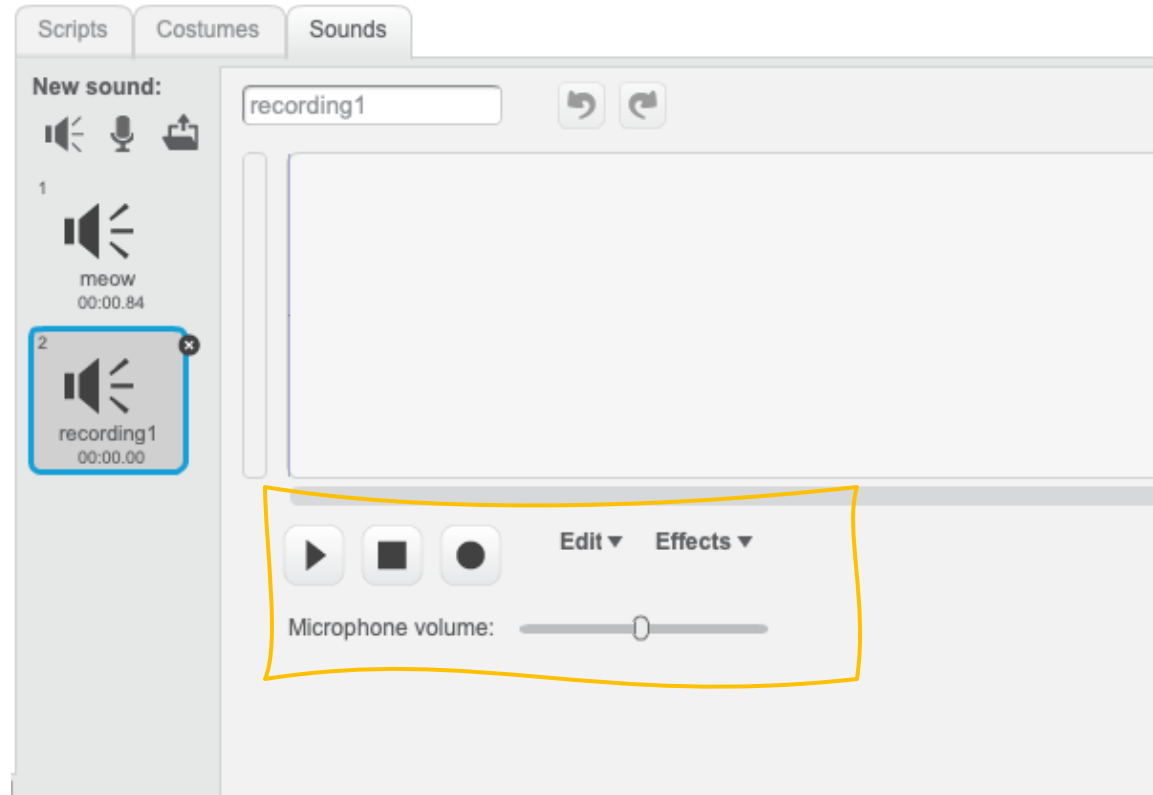 Scripts Costumes Sounds
New sound:
recording1
1
meow
00:00.84
2
recording1
00:00.00
Edit Effects
Microphone volume: